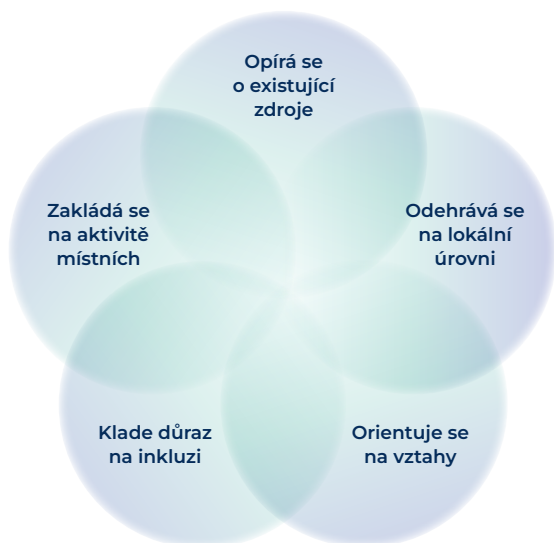 Opírá se
o existující
zdroje
Zakládá se
na aktivitě
místních
Odehrává se
na lokální
úrovni
Klade důraz
na inkluzi
Orientuje se
na vztahy